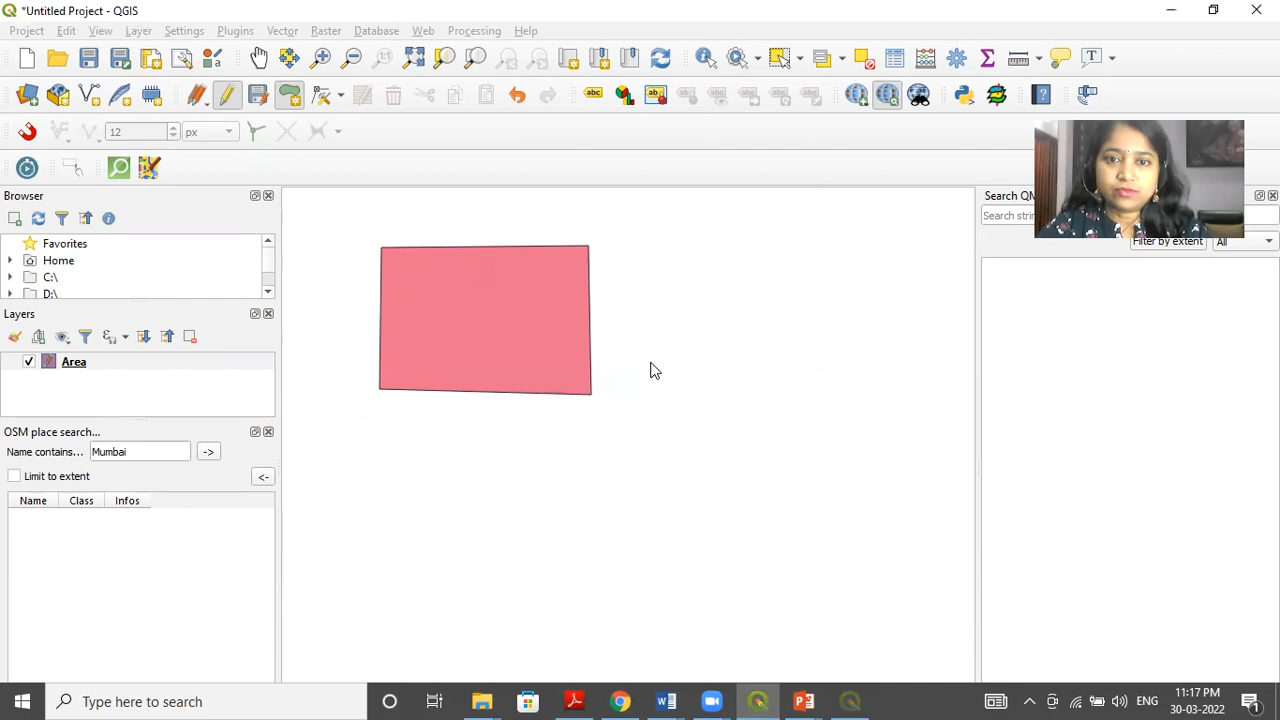 *Untitled Project - QGIS
Project Edit View Layer Settings Plugins Vector Raster Database Web Processing Help
abc
T
12 px
Browser
Search QM
Search strin
Favorites
Home
C:\
D:\
Filter by extent All
Layers
Area
OSM place search...
Name contains... Mumbai ->
Limit to extent <-
Name Class Infos
Type here to search
ENG
11:17 PM
30-03-2022
1